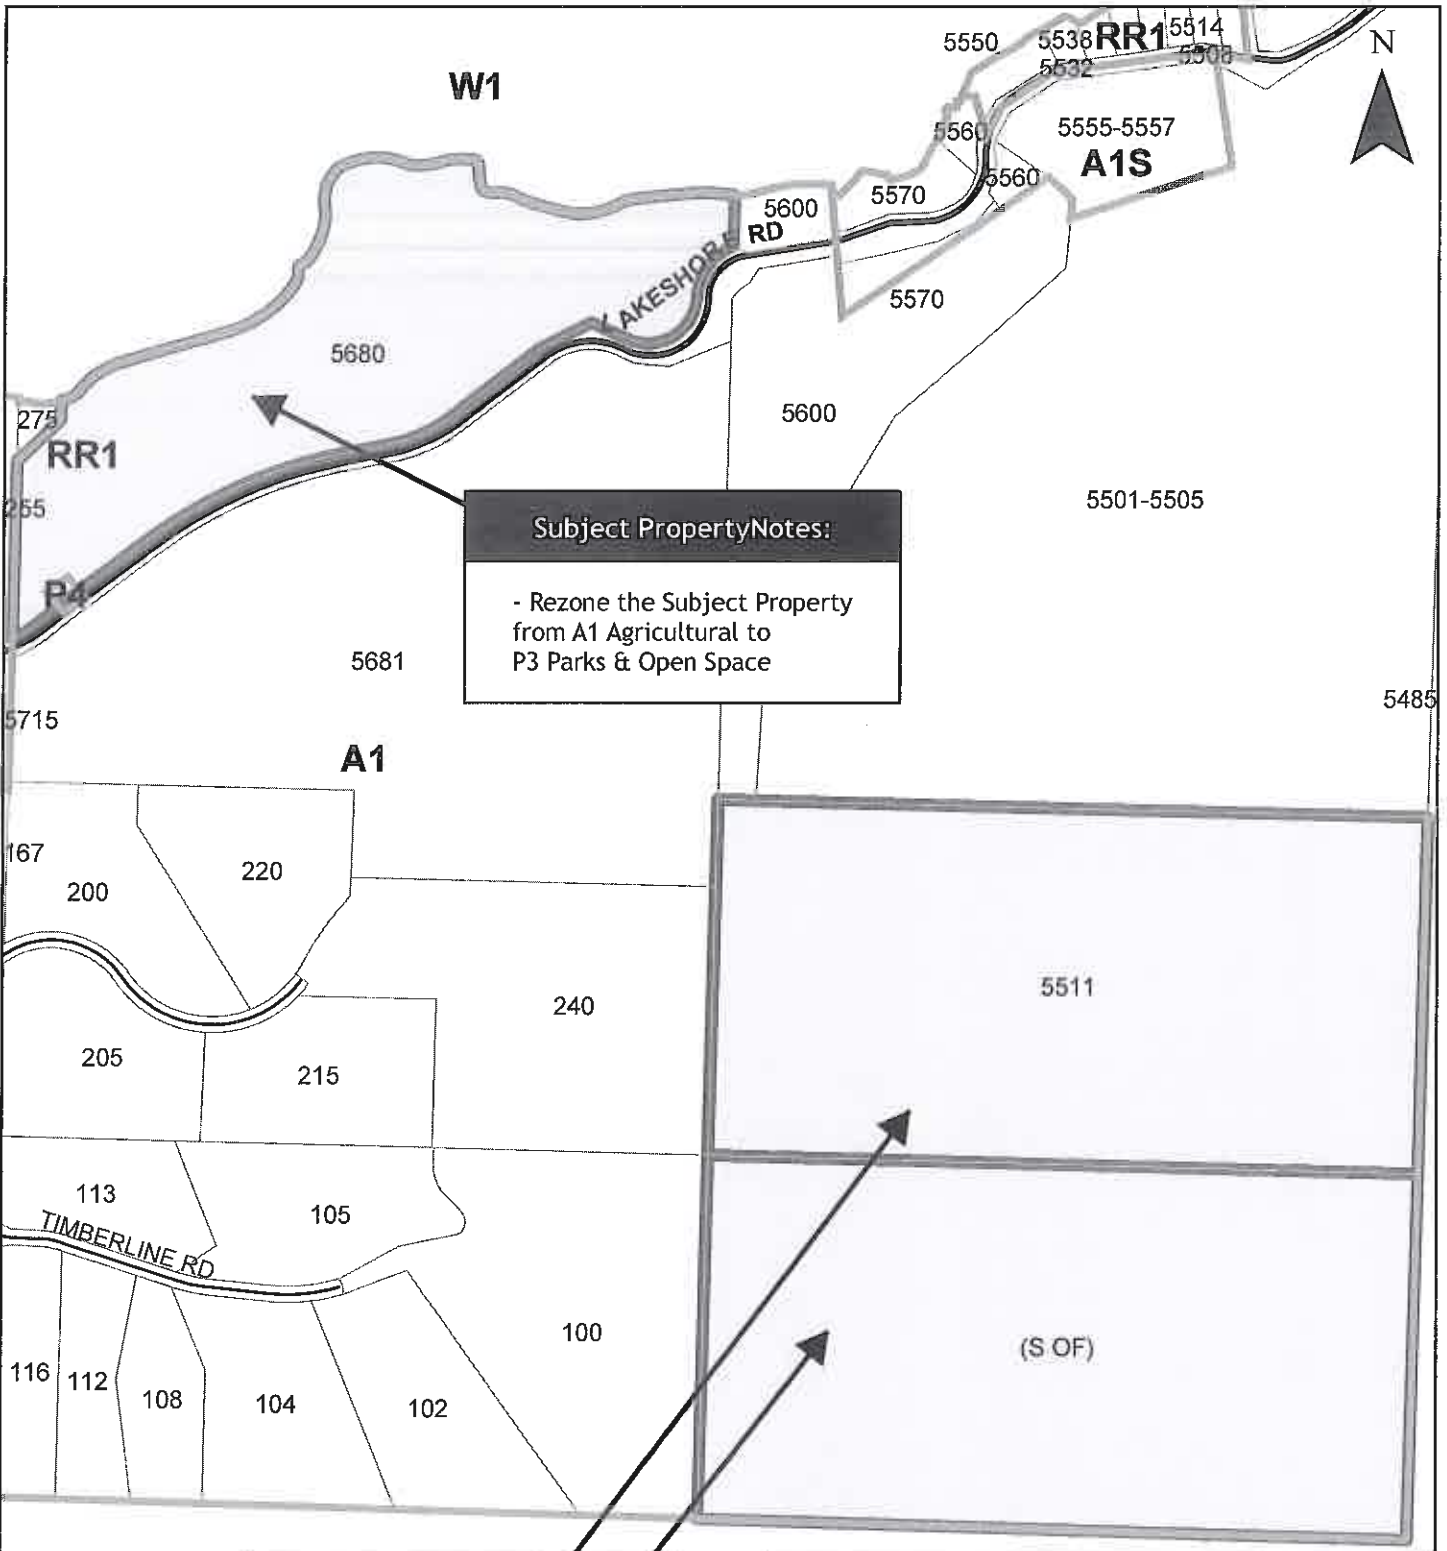 N
5550
5538
RR1
5514
5532
5508
W1
5560
5555-5557
A1S
5560
5570
5600
LAKESHORE RD
5570
5680
5600
275
RR1
265
5501-5505
Subject PropertyNotes:
- Rezone the Subject Property
from A1 Agricultural to
P3 Parks & Open Space
P4
5681
5715
5485
A1
167
200
220
5511
240
205
215
113
105
TIMBERLINE RD
100
(S OF)
116
112
108
104
102